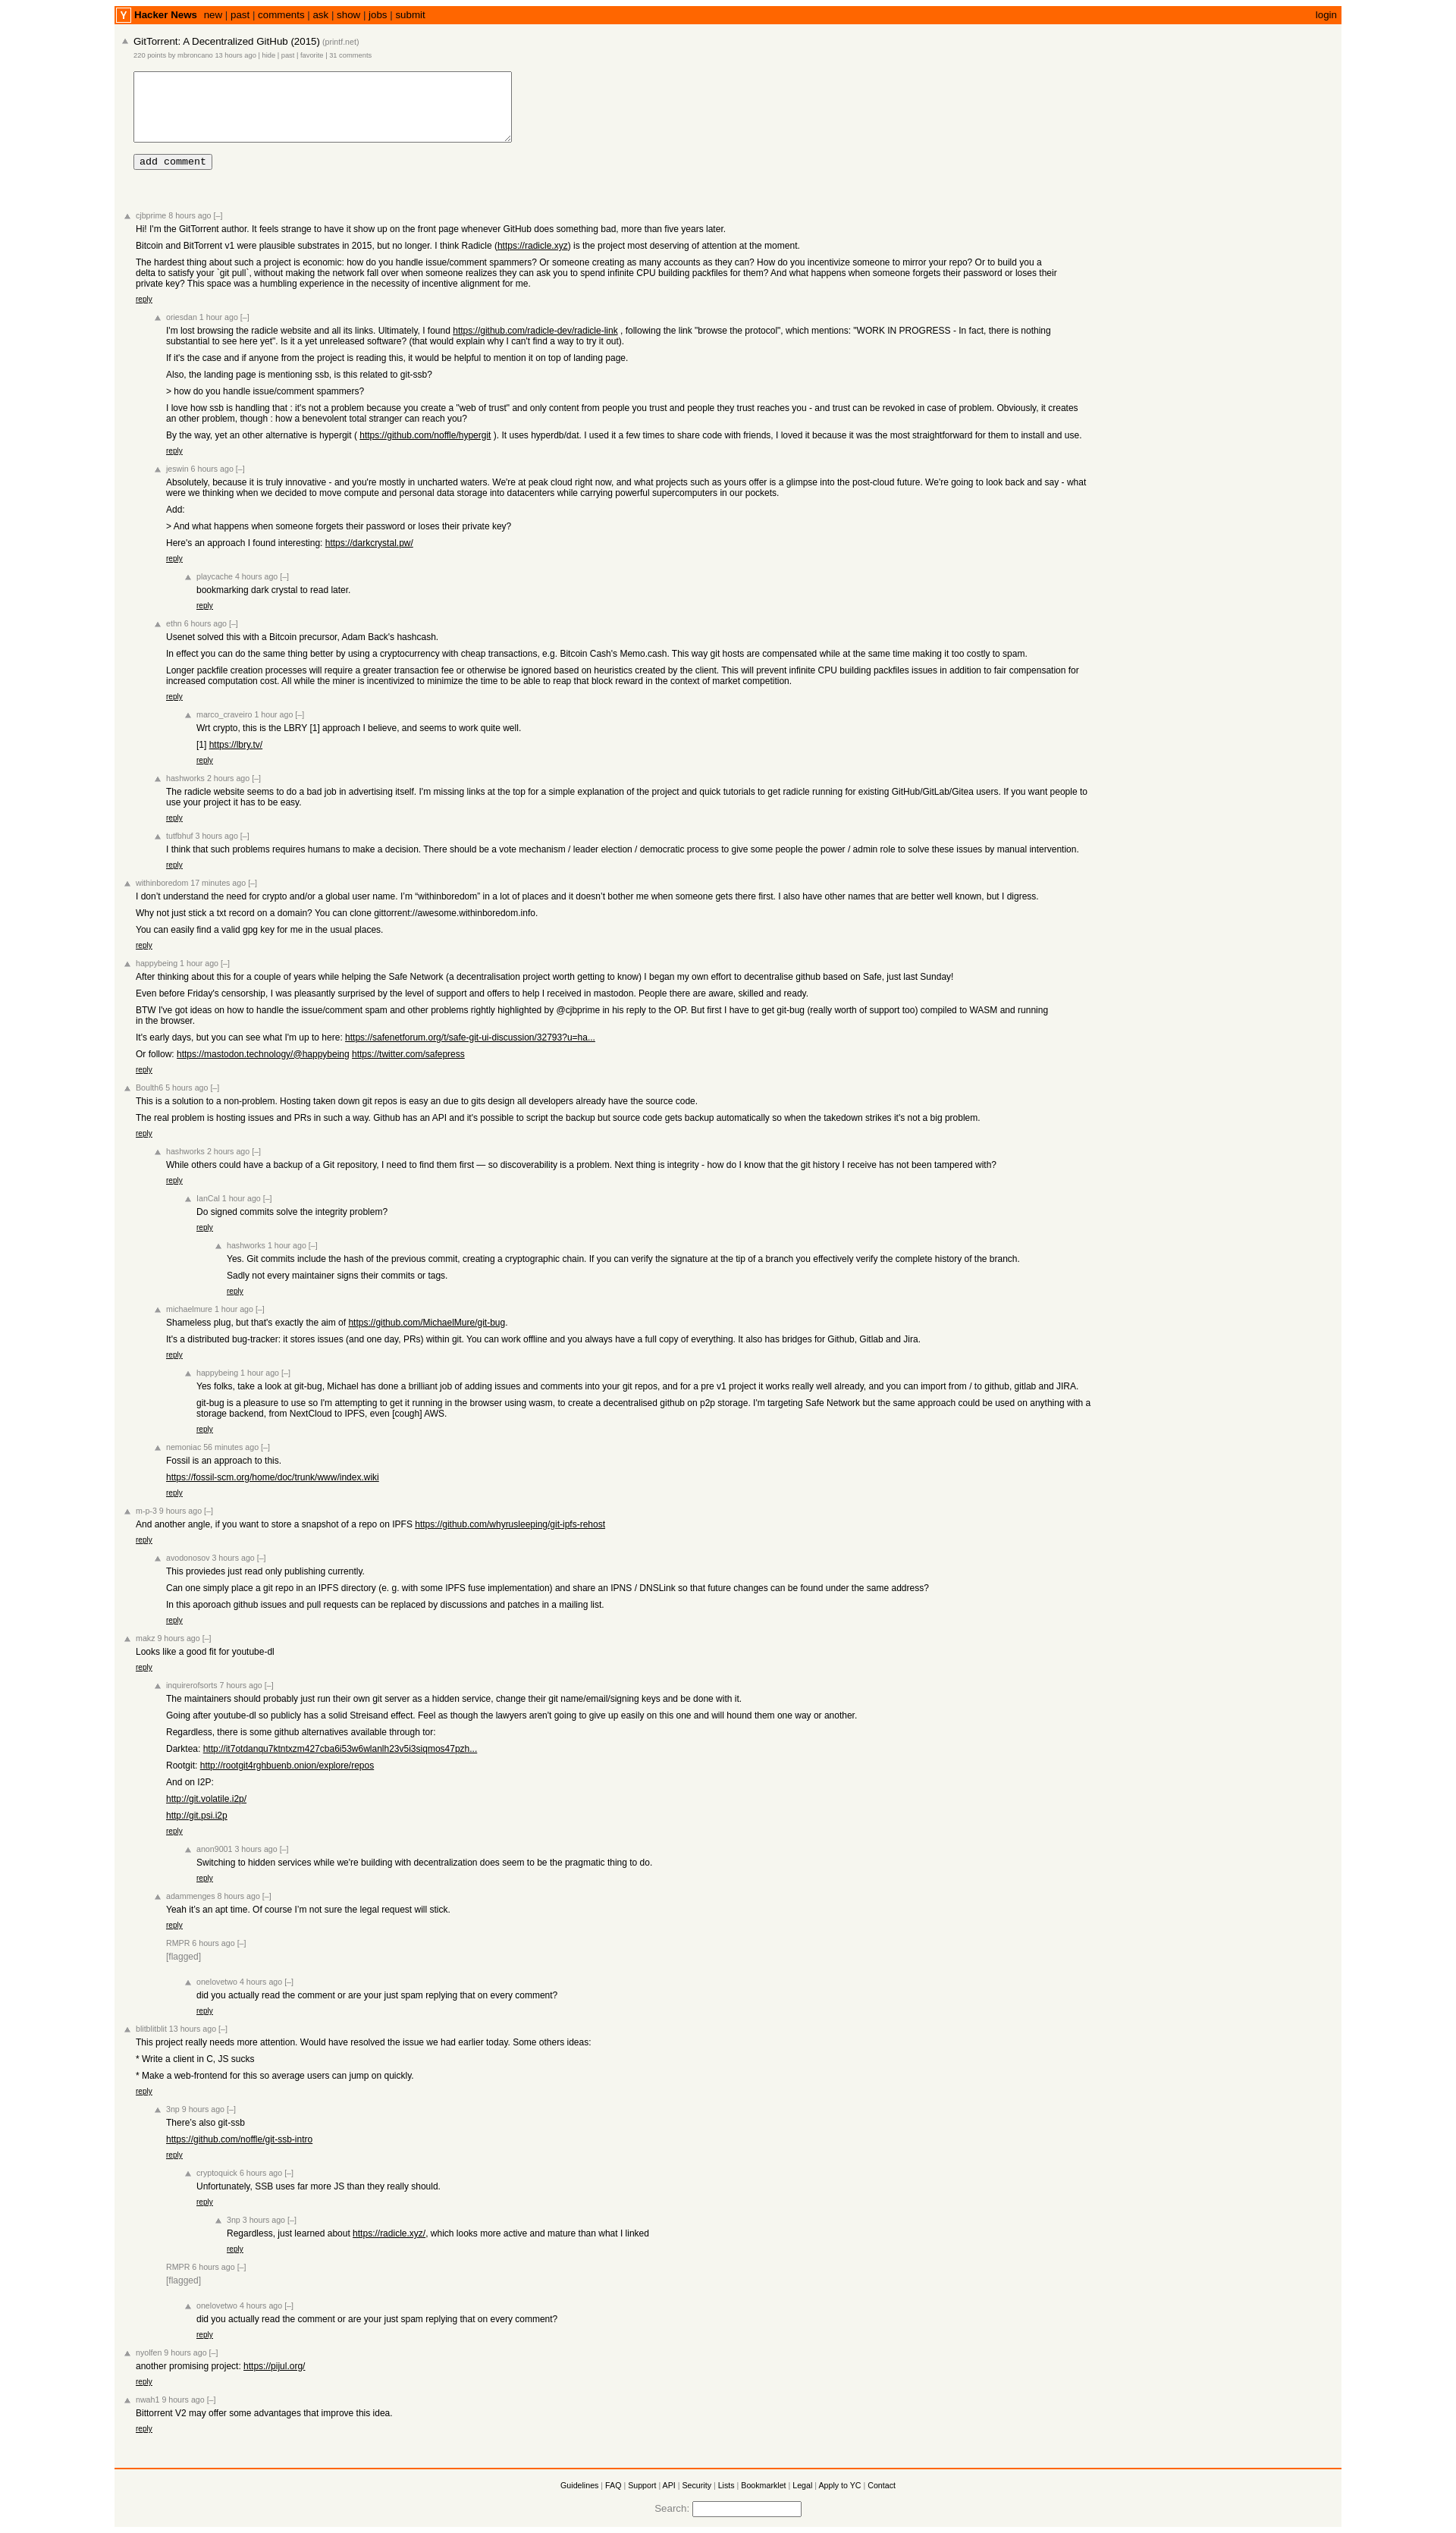 Y Hacker News new | past | comments | ask | show | jobs | submit login
GitTorrent: A Decentralized GitHub (2015) (printf.net)
220 points by mbroncano 13 hours ago | hide | past | favorite | 31 comments
add comment
cjbprime 8 hours ago [–]
Hi! I'm the GitTorrent author. It feels strange to have it show up on the front page whenever GitHub does something bad, more than five years later.
Bitcoin and BitTorrent v1 were plausible substrates in 2015, but no longer. I think Radicle (https://radicle.xyz) is the project most deserving of attention at the moment.
The hardest thing about such a project is economic: how do you handle issue/comment spammers? Or someone creating as many accounts as they can? How do you incentivize someone to mirror your repo? Or to build you a
delta to satisfy your `git pull`, without making the network fall over when someone realizes they can ask you to spend infinite CPU building packfiles for them? And what happens when someone forgets their password or loses their
private key? This space was a humbling experience in the necessity of incentive alignment for me.
reply
oriesdan 1 hour ago [–]
I'm lost browsing the radicle website and all its links. Ultimately, I found https://github.com/radicle-dev/radicle-link , following the link "browse the protocol", which mentions: "WORK IN PROGRESS - In fact, there is nothing
substantial to see here yet". Is it a yet unreleased software? (that would explain why I can't find a way to try it out).
If it's the case and if anyone from the project is reading this, it would be helpful to mention it on top of landing page.
Also, the landing page is mentioning ssb, is this related to git-ssb?
> how do you handle issue/comment spammers?
I love how ssb is handling that : it's not a problem because you create a "web of trust" and only content from people you trust and people they trust reaches you - and trust can be revoked in case of problem. Obviously, it creates
an other problem, though : how a benevolent total stranger can reach you?
By the way, yet an other alternative is hypergit ( https://github.com/noffle/hypergit ). It uses hyperdb/dat. I used it a few times to share code with friends, I loved it because it was the most straightforward for them to install and use.
reply
jeswin 6 hours ago [–]
Absolutely, because it is truly innovative - and you're mostly in uncharted waters. We're at peak cloud right now, and what projects such as yours offer is a glimpse into the post-cloud future. We're going to look back and say - what
were we thinking when we decided to move compute and personal data storage into datacenters while carrying powerful supercomputers in our pockets.
Add:
> And what happens when someone forgets their password or loses their private key?
Here's an approach I found interesting: https://darkcrystal.pw/
reply
playcache 4 hours ago [–]
bookmarking dark crystal to read later.
reply
ethn 6 hours ago [–]
Usenet solved this with a Bitcoin precursor, Adam Back's hashcash.
In effect you can do the same thing better by using a cryptocurrency with cheap transactions, e.g. Bitcoin Cash's Memo.cash. This way git hosts are compensated while at the same time making it too costly to spam.
Longer packfile creation processes will require a greater transaction fee or otherwise be ignored based on heuristics created by the client. This will prevent infinite CPU building packfiles issues in addition to fair compensation for
increased computation cost. All while the miner is incentivized to minimize the time to be able to reap that block reward in the context of market competition.
reply
marco_craveiro 1 hour ago [–]
Wrt crypto, this is the LBRY [1] approach I believe, and seems to work quite well.
[1] https://lbry.tv/
reply
hashworks 2 hours ago [–]
The radicle website seems to do a bad job in advertising itself. I'm missing links at the top for a simple explanation of the project and quick tutorials to get radicle running for existing GitHub/GitLab/Gitea users. If you want people to
use your project it has to be easy.
reply
tutfbhuf 3 hours ago [–]
I think that such problems requires humans to make a decision. There should be a vote mechanism / leader election / democratic process to give some people the power / admin role to solve these issues by manual intervention.
reply
withinboredom 17 minutes ago [–]
I don’t understand the need for crypto and/or a global user name. I’m “withinboredom” in a lot of places and it doesn’t bother me when someone gets there first. I also have other names that are better well known, but I digress.
Why not just stick a txt record on a domain? You can clone gittorrent://awesome.withinboredom.info.
You can easily find a valid gpg key for me in the usual places.
reply
happybeing 1 hour ago [–]
After thinking about this for a couple of years while helping the Safe Network (a decentralisation project worth getting to know) I began my own effort to decentralise github based on Safe, just last Sunday!
Even before Friday's censorship, I was pleasantly surprised by the level of support and offers to help I received in mastodon. People there are aware, skilled and ready.
BTW I've got ideas on how to handle the issue/comment spam and other problems rightly highlighted by @cjbprime in his reply to the OP. But first I have to get git-bug (really worth of support too) compiled to WASM and running
in the browser.
It's early days, but you can see what I'm up to here: https://safenetforum.org/t/safe-git-ui-discussion/32793?u=ha...
Or follow: https://mastodon.technology/@happybeing https://twitter.com/safepress
reply
Boulth6 5 hours ago [–]
This is a solution to a non-problem. Hosting taken down git repos is easy an due to gits design all developers already have the source code.
The real problem is hosting issues and PRs in such a way. Github has an API and it's possible to script the backup but source code gets backup automatically so when the takedown strikes it's not a big problem.
reply
hashworks 2 hours ago [–]
While others could have a backup of a Git repository, I need to find them first — so discoverability is a problem. Next thing is integrity - how do I know that the git history I receive has not been tampered with?
reply
IanCal 1 hour ago [–]
Do signed commits solve the integrity problem?
reply
hashworks 1 hour ago [–]
Yes. Git commits include the hash of the previous commit, creating a cryptographic chain. If you can verify the signature at the tip of a branch you effectively verify the complete history of the branch.
Sadly not every maintainer signs their commits or tags.
reply
michaelmure 1 hour ago [–]
Shameless plug, but that's exactly the aim of https://github.com/MichaelMure/git-bug.
It's a distributed bug-tracker: it stores issues (and one day, PRs) within git. You can work offline and you always have a full copy of everything. It also has bridges for Github, Gitlab and Jira.
reply
happybeing 1 hour ago [–]
Yes folks, take a look at git-bug, Michael has done a brilliant job of adding issues and comments into your git repos, and for a pre v1 project it works really well already, and you can import from / to github, gitlab and JIRA.
git-bug is a pleasure to use so I'm attempting to get it running in the browser using wasm, to create a decentralised github on p2p storage. I'm targeting Safe Network but the same approach could be used on anything with a
storage backend, from NextCloud to IPFS, even [cough] AWS.
reply
nemoniac 56 minutes ago [–]
Fossil is an approach to this.
https://fossil-scm.org/home/doc/trunk/www/index.wiki
reply
m-p-3 9 hours ago [–]
And another angle, if you want to store a snapshot of a repo on IPFS https://github.com/whyrusleeping/git-ipfs-rehost
reply
avodonosov 3 hours ago [–]
This proviedes just read only publishing currently.
Can one simply place a git repo in an IPFS directory (e. g. with some IPFS fuse implementation) and share an IPNS / DNSLink so that future changes can be found under the same address?
In this aporoach github issues and pull requests can be replaced by discussions and patches in a mailing list.
reply
makz 9 hours ago [–]
Looks like a good fit for youtube-dl
reply
inquirerofsorts 7 hours ago [–]
The maintainers should probably just run their own git server as a hidden service, change their git name/email/signing keys and be done with it.
Going after youtube-dl so publicly has a solid Streisand effect. Feel as though the lawyers aren't going to give up easily on this one and will hound them one way or another.
Regardless, there is some github alternatives available through tor:
Darktea: http://it7otdanqu7ktntxzm427cba6i53w6wlanlh23v5i3siqmos47pzh...
Rootgit: http://rootgit4rghbuenb.onion/explore/repos
And on I2P:
http://git.volatile.i2p/
http://git.psi.i2p
reply
anon9001 3 hours ago [–]
Switching to hidden services while we're building with decentralization does seem to be the pragmatic thing to do.
reply
adammenges 8 hours ago [–]
Yeah it’s an apt time. Of course I’m not sure the legal request will stick.
reply
RMPR 6 hours ago [–]
[flagged]
onelovetwo 4 hours ago [–]
did you actually read the comment or are your just spam replying that on every comment?
reply
blitblitblit 13 hours ago [–]
This project really needs more attention. Would have resolved the issue we had earlier today. Some others ideas:
* Write a client in C, JS sucks
* Make a web-frontend for this so average users can jump on quickly.
reply
3np 9 hours ago [–]
There's also git-ssb
https://github.com/noffle/git-ssb-intro
reply
cryptoquick 6 hours ago [–]
Unfortunately, SSB uses far more JS than they really should.
reply
3np 3 hours ago [–]
Regardless, just learned about https://radicle.xyz/, which looks more active and mature than what I linked
reply
RMPR 6 hours ago [–]
[flagged]
onelovetwo 4 hours ago [–]
did you actually read the comment or are your just spam replying that on every comment?
reply
nyolfen 9 hours ago [–]
another promising project: https://pijul.org/
reply
nwah1 9 hours ago [–]
Bittorrent V2 may offer some advantages that improve this idea.
reply
Guidelines | FAQ | Support | API | Security | Lists | Bookmarklet | Legal | Apply to YC | Contact
Search: